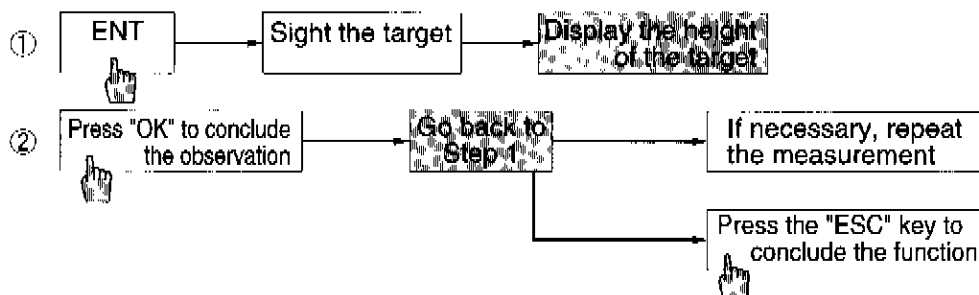 ① ENT
Sight the target
Display the height
of the target
② Press "OK" to conclude
the observation
Go back to
Step 1
If necessary, repeat
the measurement
Press the "ESC" key to
conclude the function